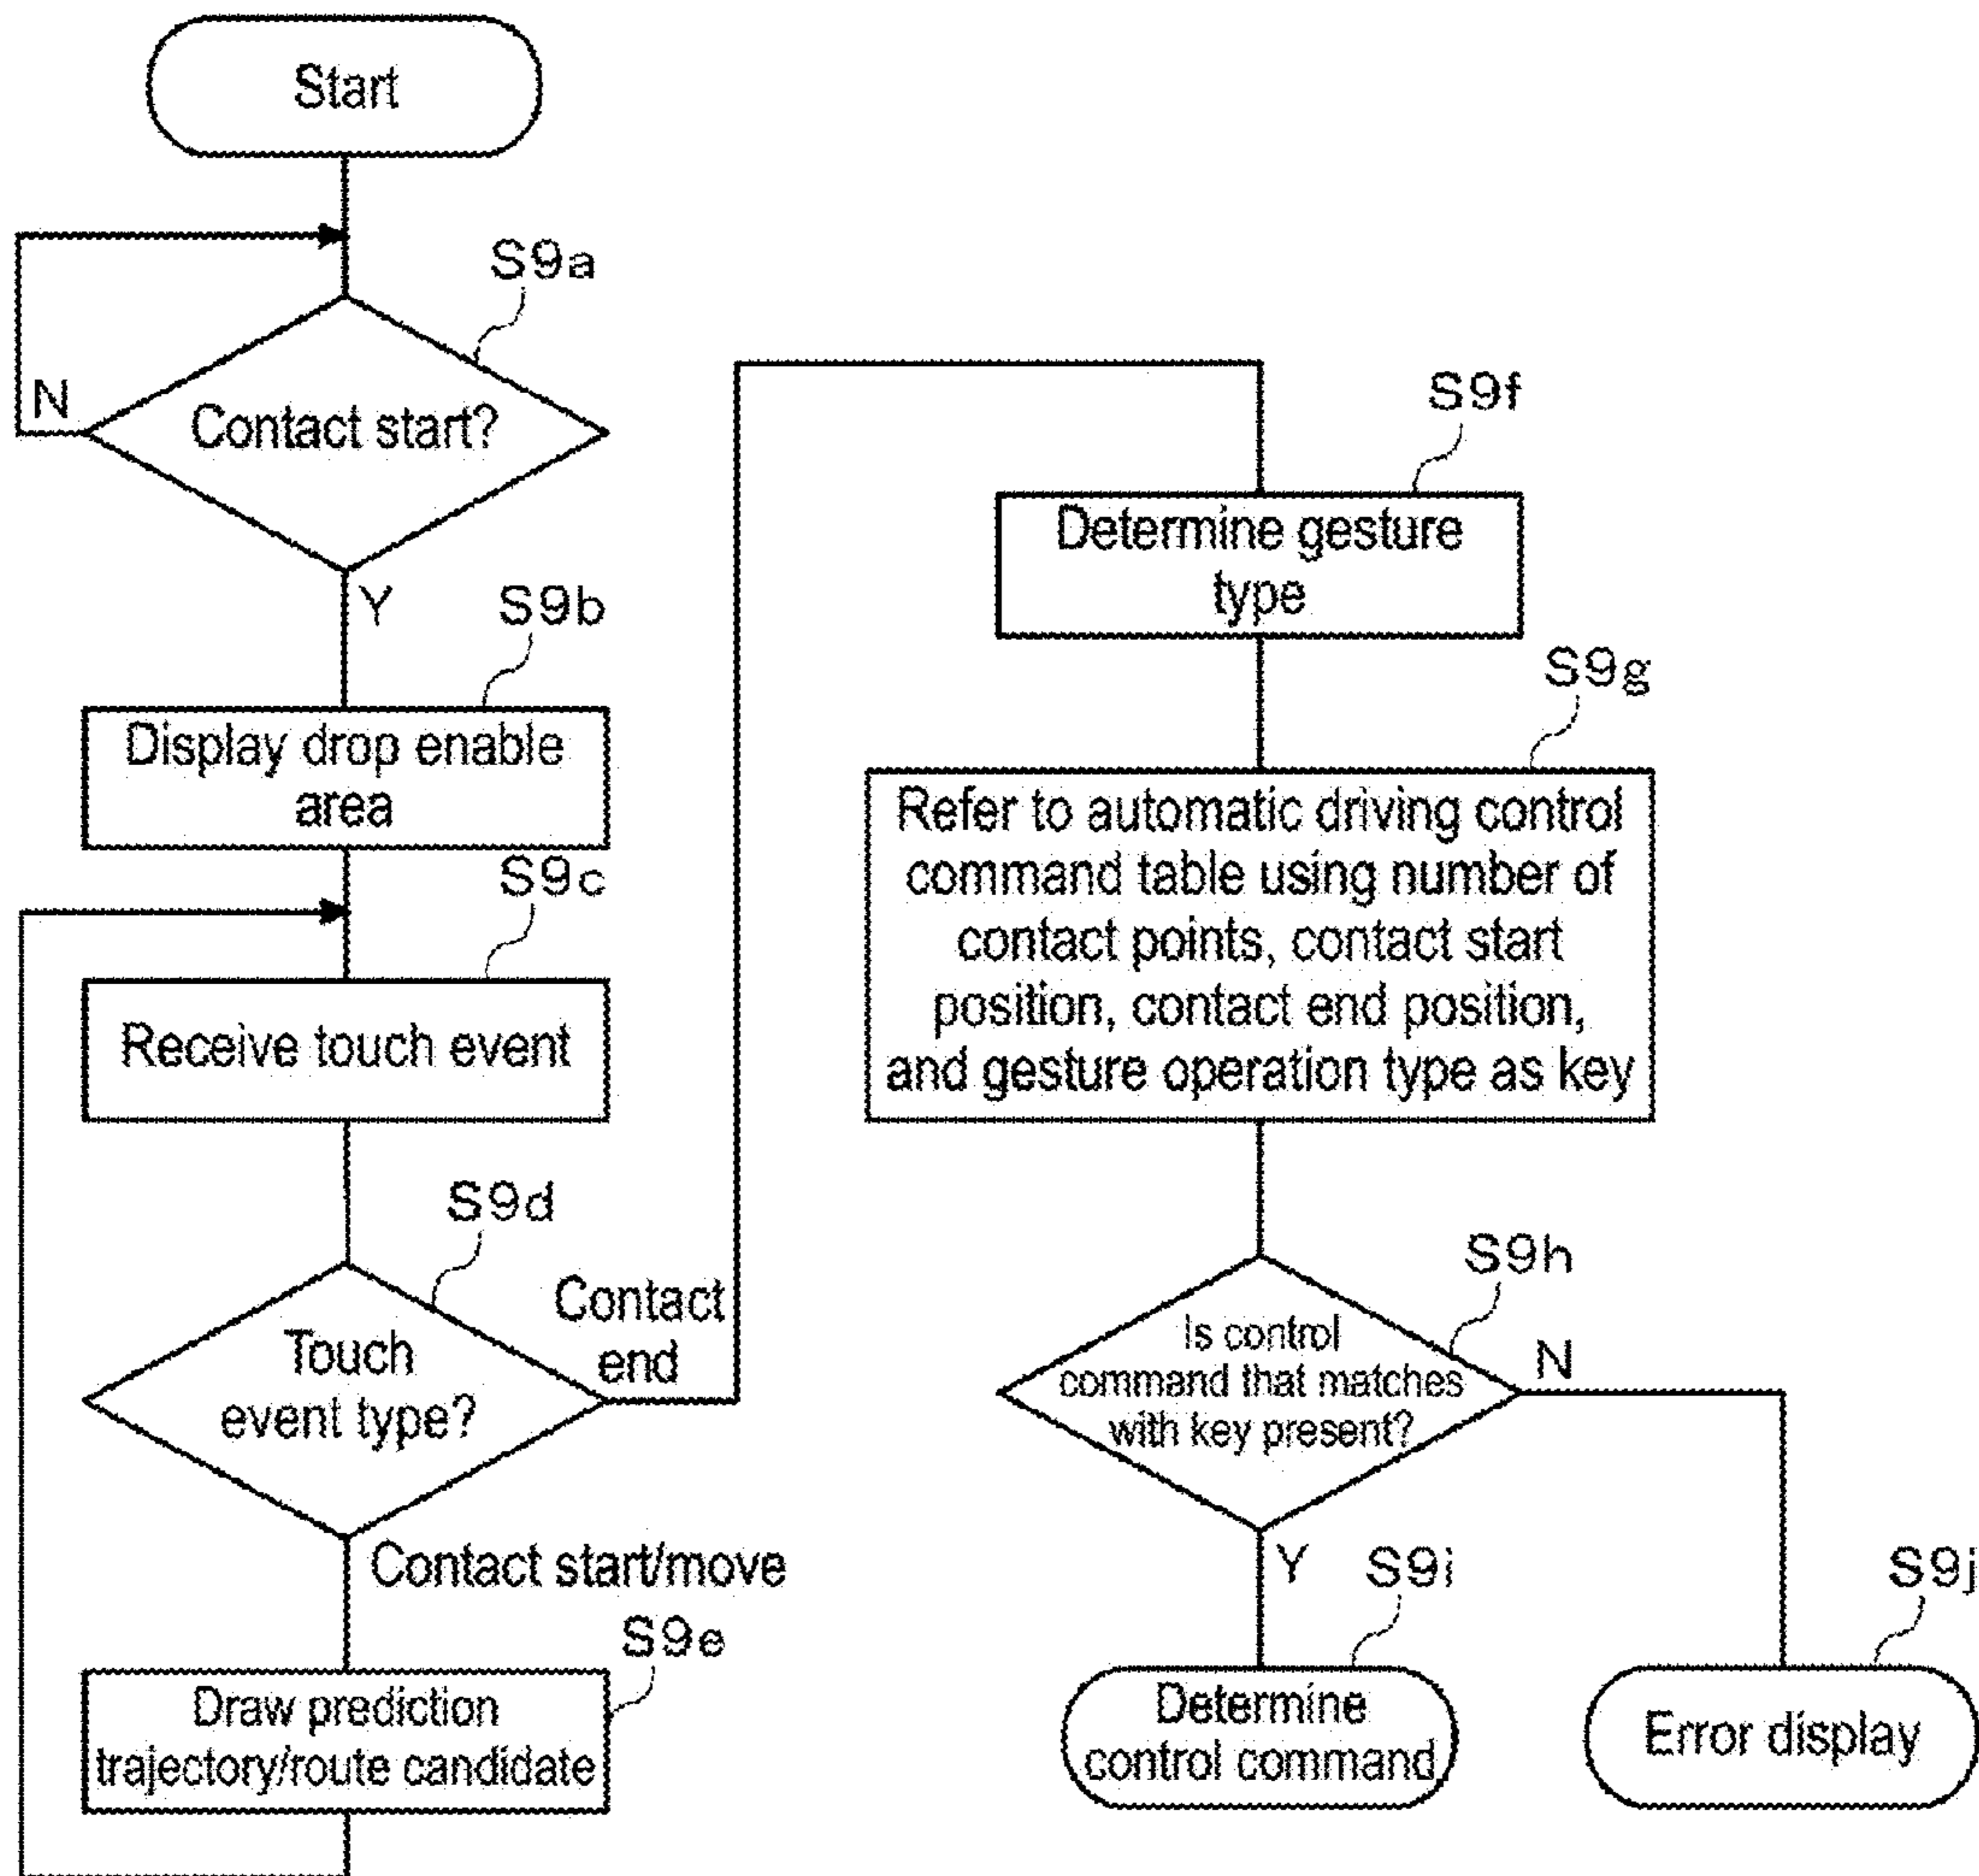 Start
S9a
N
Contact start?
Y
S9b
Display drop enable
area
S9c
Receive touch event
S9d
Touch
event type?
Contact
end
Contact start/move
S9e
Draw prediction
trajectory/route candidate
S9f
Determine gesture
type
S9g
Refer to automatic driving control
command table using number of
contact points, contact start
position, contact end position,
and gesture operation type as key
S9h
Is control
command that matches
with key present?
N
Y
S9i
Determine
control command
S9j
Error display